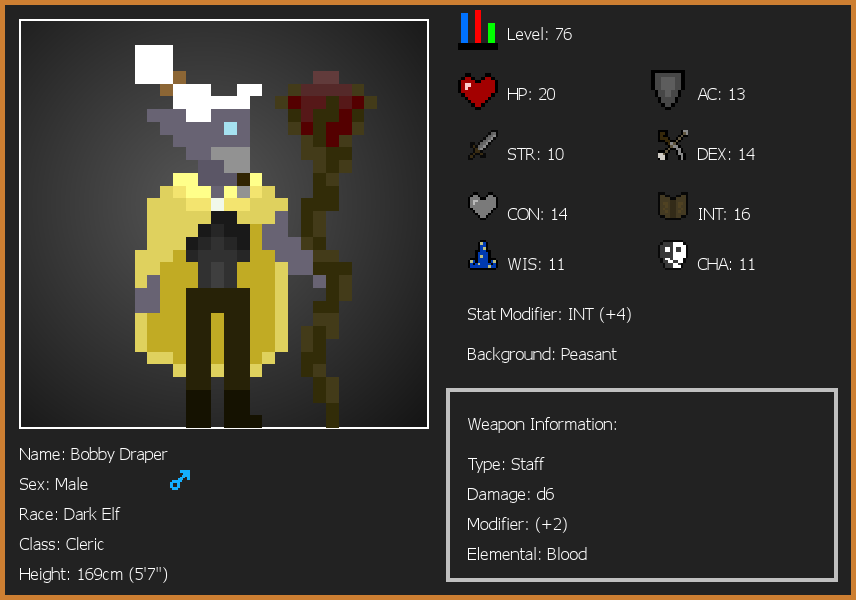 Level: 76
HP: 20
AC: 13
STR: 10
DEX: 14
CON: 14
INT: 16
WIS: 11
CHA: 11
Stat Modifier: INT (+4)
Background: Peasant
Weapon Information:
Type: Staff
Damage: d6
Modifier: (+2)
Elemental: Blood
Name: Bobby Draper
Sex: Male
Race: Dark Elf
Class: Cleric
Height: 169cm (5'7")